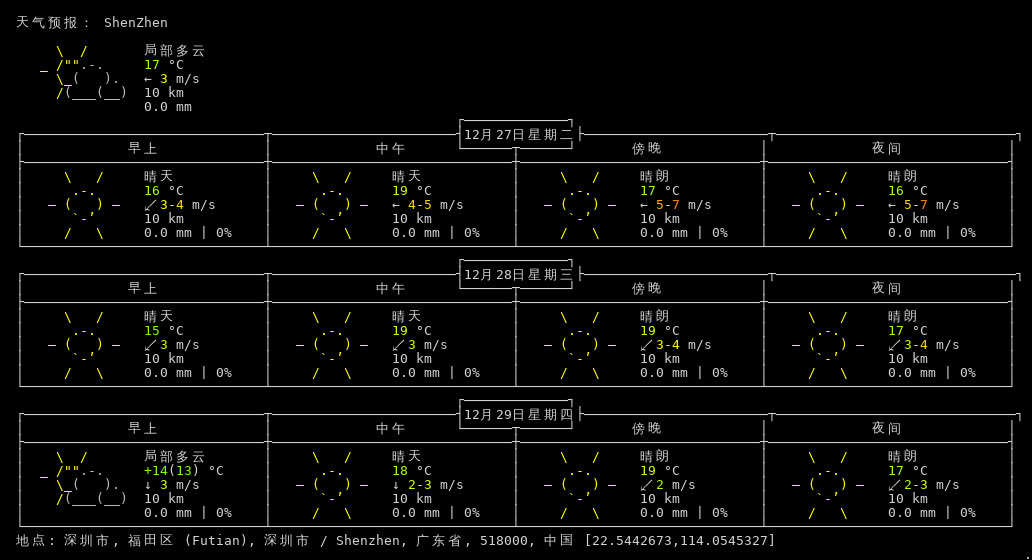 天气预报： ShenZhen
局部多云
17 °C
← 3 m/s
10 km
0.0 mm
12月27日星期二
早上 中午 傍晚 夜间
晴天 晴天 晴朗 晴朗
16 °C 19 °C 17 °C 16 °C
↙ 3-4 m/s ← 4-5 m/s ← 5-7 m/s ← 5-7 m/s
10 km 10 km 10 km 10 km
0.0 mm | 0% 0.0 mm | 0% 0.0 mm | 0% 0.0 mm | 0%
12月28日星期三
早上 中午 傍晚 夜间
晴天 晴天 晴朗 晴朗
15 °C 19 °C 19 °C 17 °C
↙ 3 m/s ↙ 3 m/s ↙ 3-4 m/s ↙ 3-4 m/s
10 km 10 km 10 km 10 km
0.0 mm | 0% 0.0 mm | 0% 0.0 mm | 0% 0.0 mm | 0%
12月29日星期四
早上 中午 傍晚 夜间
局部多云 晴天 晴朗 晴朗
+14(13) °C 18 °C 19 °C 17 °C
↓ 3 m/s ↓ 2-3 m/s ↙ 2 m/s ↙ 2-3 m/s
10 km 10 km 10 km 10 km
0.0 mm | 0% 0.0 mm | 0% 0.0 mm | 0% 0.0 mm | 0%
地点: 深圳市, 福田区 (Futian), 深圳市 / Shenzhen, 广东省, 518000, 中国 [22.5442673,114.0545327]